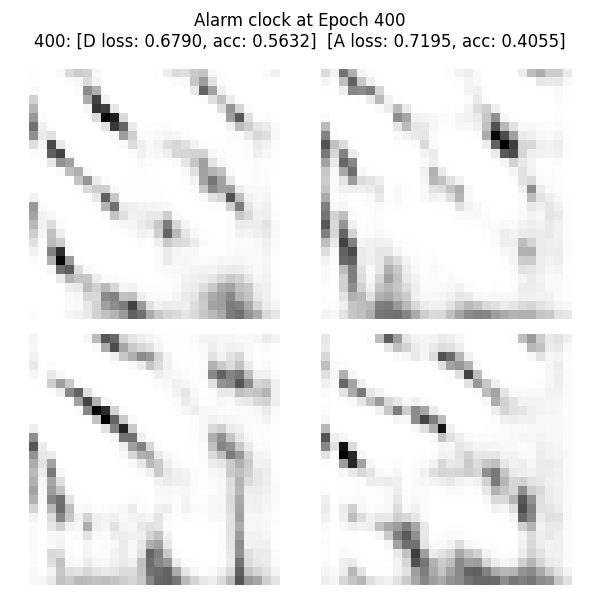 Alarm clock at Epoch 400
400: [D loss: 0.6790, acc: 0.5632]  [A loss: 0.7195, acc: 0.4055]